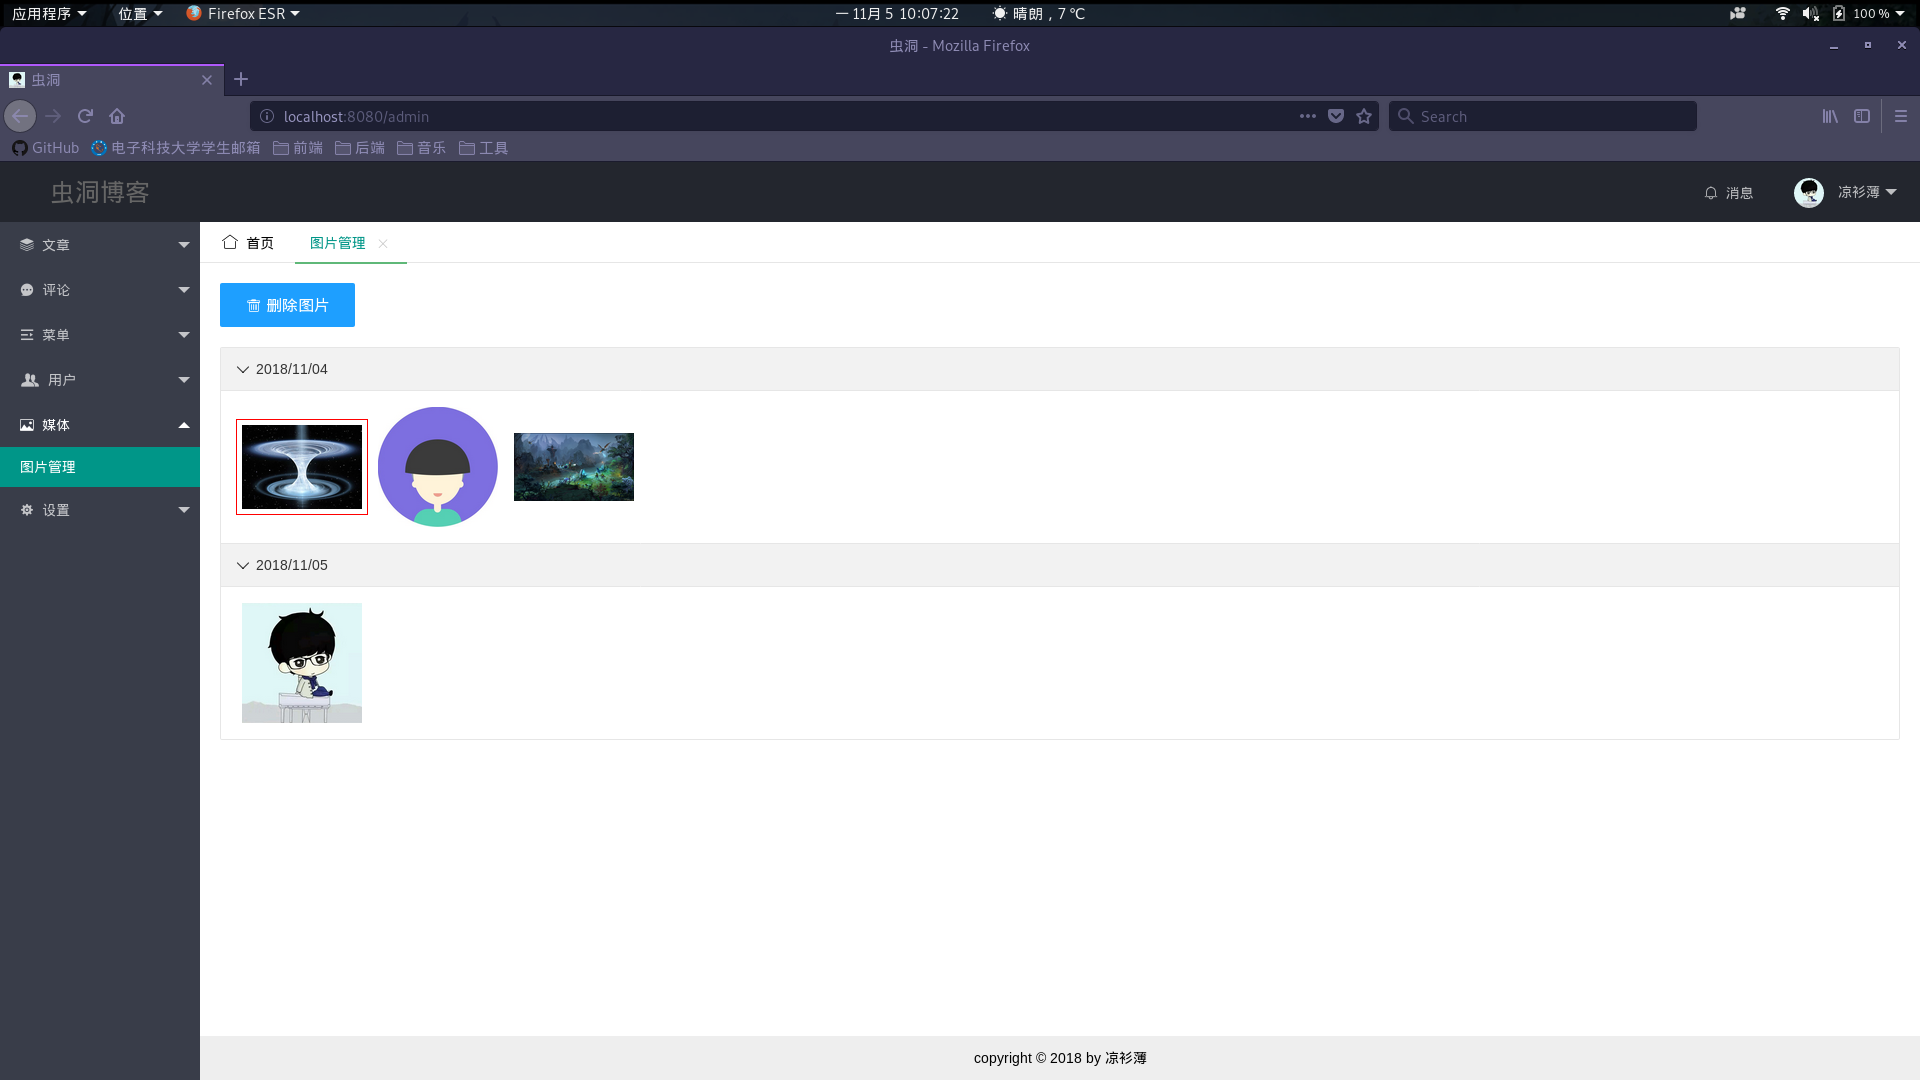 应用程序 位置 Firefox ESR 一 11月 5 10:07:22 晴朗，7 ℃ 100 %
虫洞 - Mozilla Firefox
虫洞
localhost:8080/admin Search
GitHub 电子科技大学学生邮箱 前端 后端 音乐 工具
虫洞博客 消息 凉衫薄
文章
评论
菜单
用户
媒体
图片管理
设置
首页 图片管理
删除图片
2018/11/04
2018/11/05
copyright © 2018 by 凉衫薄